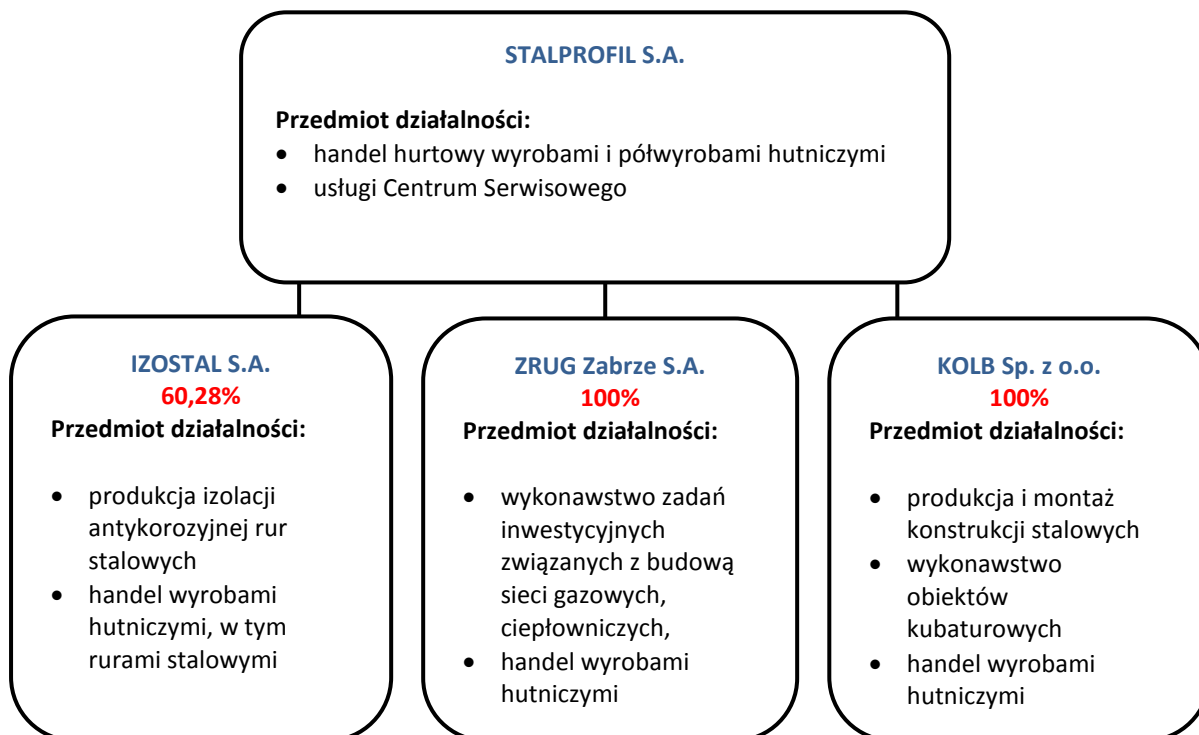 STALPROFIL S.A.
Przedmiot działalności:
• handel hurtowy wyrobami i półwyrobami hutniczymi
• usługi Centrum Serwisowego
IZOSTAL S.A.
60,28%
Przedmiot działalności:
• produkcja izolacji
antykorozyjnej rur
stalowych
• handel wyrobami
hutniczymi, w tym
rurami stalowymi
ZRUG Zabrze S.A.
100%
Przedmiot działalności:
• wykonawstwo zadań
inwestycyjnych
związanych z budową
sieci gazowych,
ciepłowniczych,
• handel wyrobami
hutniczymi
KOLB Sp. z o.o.
100%
Przedmiot działalności:
• produkcja i montaż
konstrukcji stalowych
• wykonawstwo
obiektów
kubaturowych
• handel wyrobami
hutniczymi